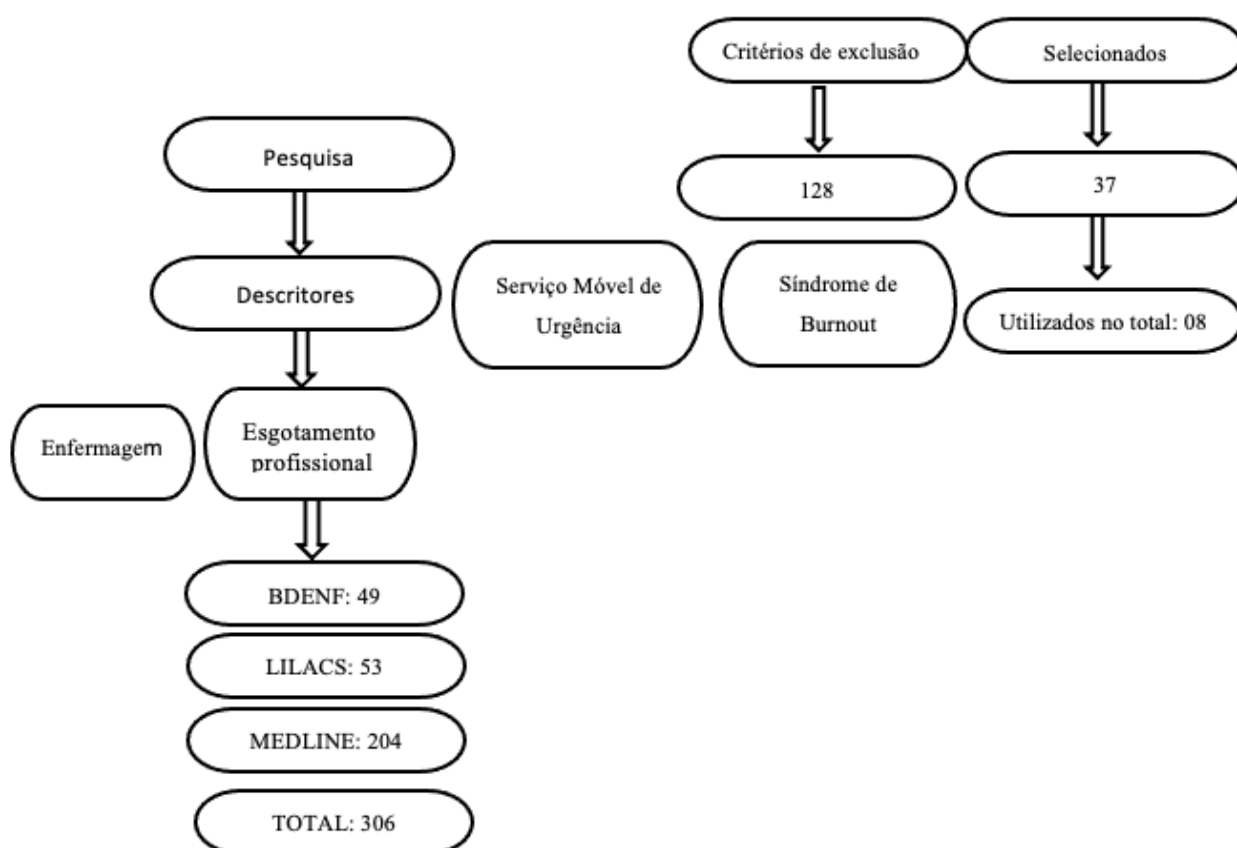 Critérios de exclusão
Selecionados
Pesquisa
128
37
Descritores
Serviço Móvel de
Urgência
Síndrome de
Burnout
Utilizados no total: 08
Enfermagem
Esgotamento
profissional
BDENF: 49
LILACS: 53
MEDLINE: 204
TOTAL: 306